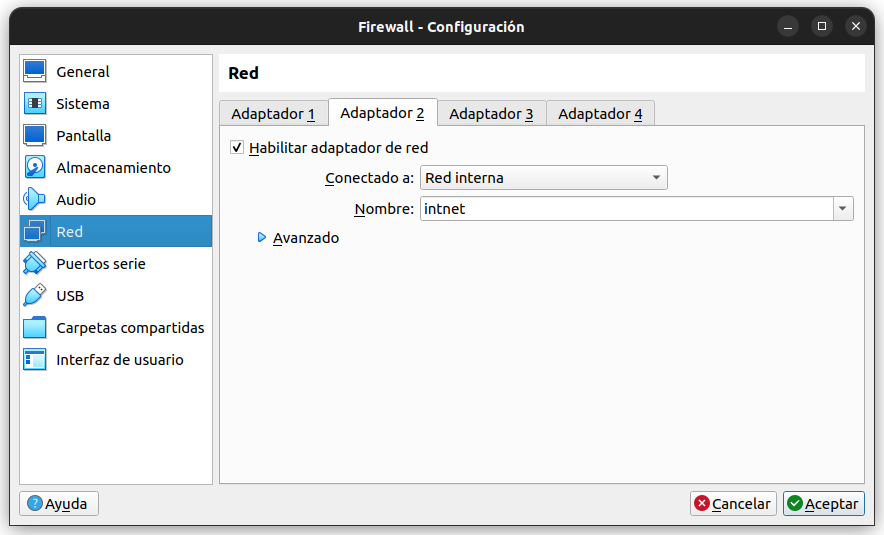 Firewall - Configuración
General
Sistema
Pantalla
Almacenamiento
Audio
Red
Puertos serie
USB
Carpetas compartidas
Interfaz de usuario
Red
Adaptador 1 Adaptador 2 Adaptador 3 Adaptador 4
Habilitar adaptador de red
Conectado a: Red interna
Nombre: intnet
Avanzado
Ayuda Cancelar Aceptar